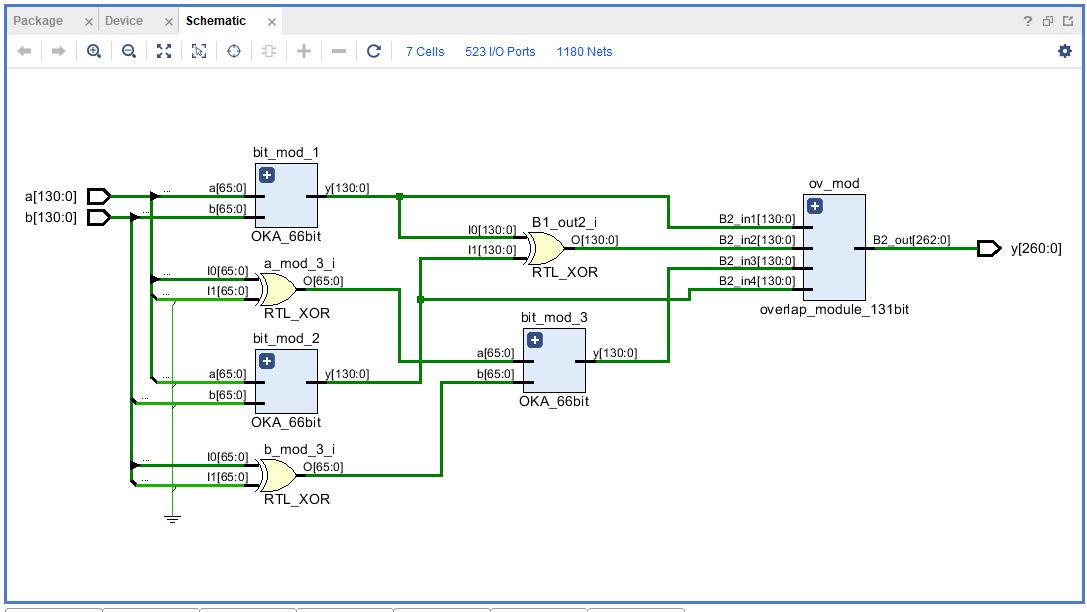 Package × Device × Schematic ×
7 Cells 523 I/O Ports 1180 Nets
a[130:0]
b[130:0]
bit_mod_1
a[65:0]
b[65:0]
y[130:0]
OKA_66bit
a_mod_3_i
I0[65:0]
I1[65:0]
O[65:0]
RTL_XOR
bit_mod_2
a[65:0]
b[65:0]
y[130:0]
OKA_66bit
b_mod_3_i
I0[65:0]
I1[65:0]
O[65:0]
RTL_XOR
B1_out2_i
I0[130:0]
I1[130:0]
O[130:0]
RTL_XOR
bit_mod_3
a[65:0]
b[65:0]
y[130:0]
OKA_66bit
ov_mod
B2_in1[130:0]
B2_in2[130:0]
B2_in3[130:0]
B2_in4[130:0]
B2_out[262:0]
overlap_module_131bit
y[260:0]